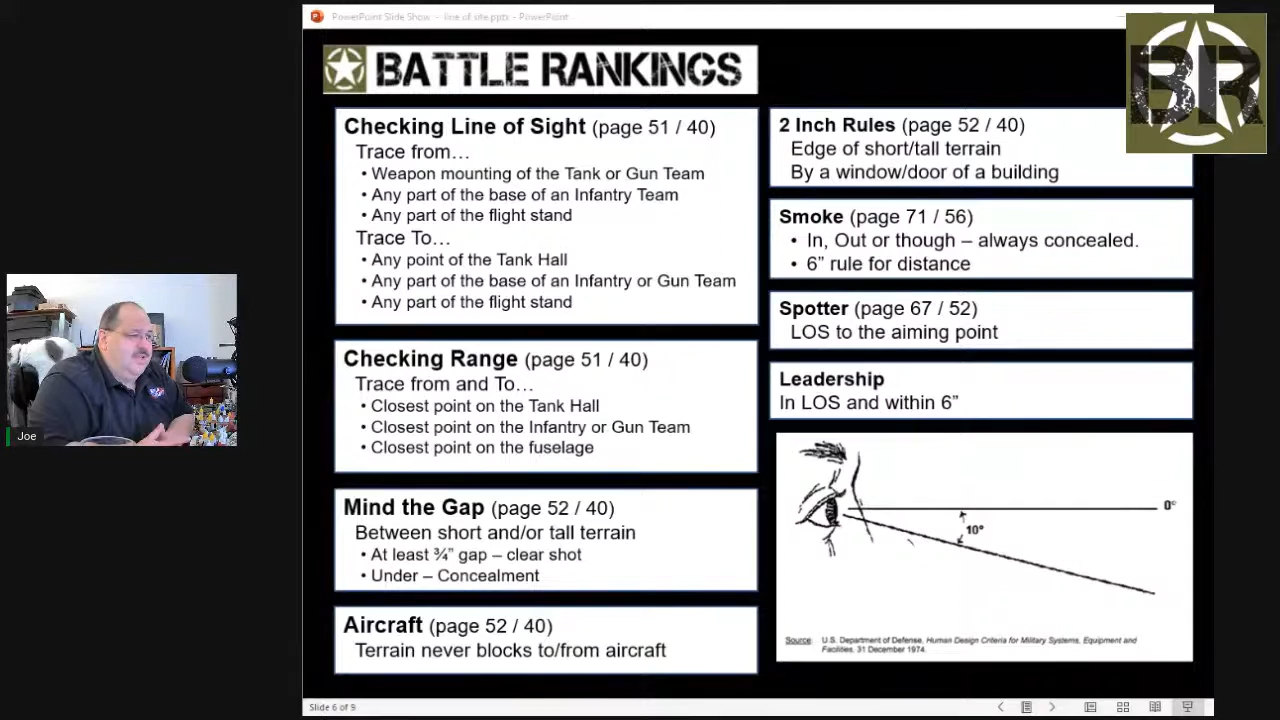 PowerPoint Slide Show - line of site.pptx - PowerPoint
BR
BATTLE RANKINGS
Checking Line of Sight (page 51 / 40)
Trace from…
• Weapon mounting of the Tank or Gun Team
• Any part of the base of an Infantry Team
• Any part of the flight stand
Trace To…
• Any point of the Tank Hall
• Any part of the base of an Infantry or Gun Team
• Any part of the flight stand
Checking Range (page 51 / 40)
Trace from and To…
• Closest point on the Tank Hall
• Closest point on the Infantry or Gun Team
• Closest point on the fuselage
Mind the Gap (page 52 / 40)
Between short and/or tall terrain
• At least ¾” gap – clear shot
• Under – Concealment
Aircraft (page 52 / 40)
Terrain never blocks to/from aircraft
2 Inch Rules (page 52 / 40)
Edge of short/tall terrain
By a window/door of a building
Smoke (page 71 / 56)
• In, Out or though – always concealed.
• 6” rule for distance
Spotter (page 67 / 52)
LOS to the aiming point
Leadership
In LOS and within 6”
0°
10°
Source: U.S. Department of Defense, Human Design Criteria for Military Systems, Equipment and
Facilities, 31 December 1974.
Joe
Slide 6 of 9